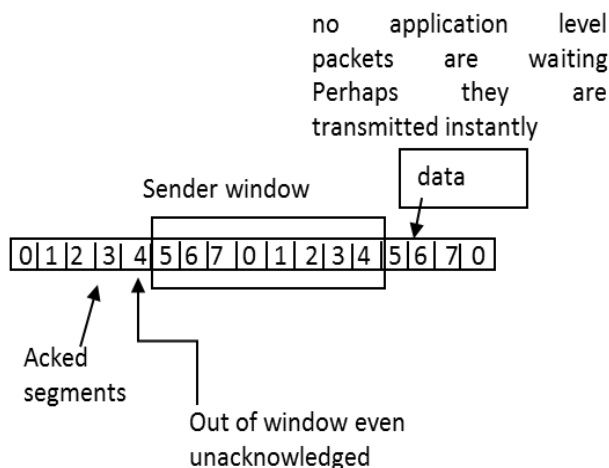 no application level
packets are waiting
Perhaps they are
transmitted instantly
Sender window
data
0 1 2 3 4 5 6 7 0 1 2 3 4 5 6 7 0
Acked
segments
Out of window even
unacknowledged